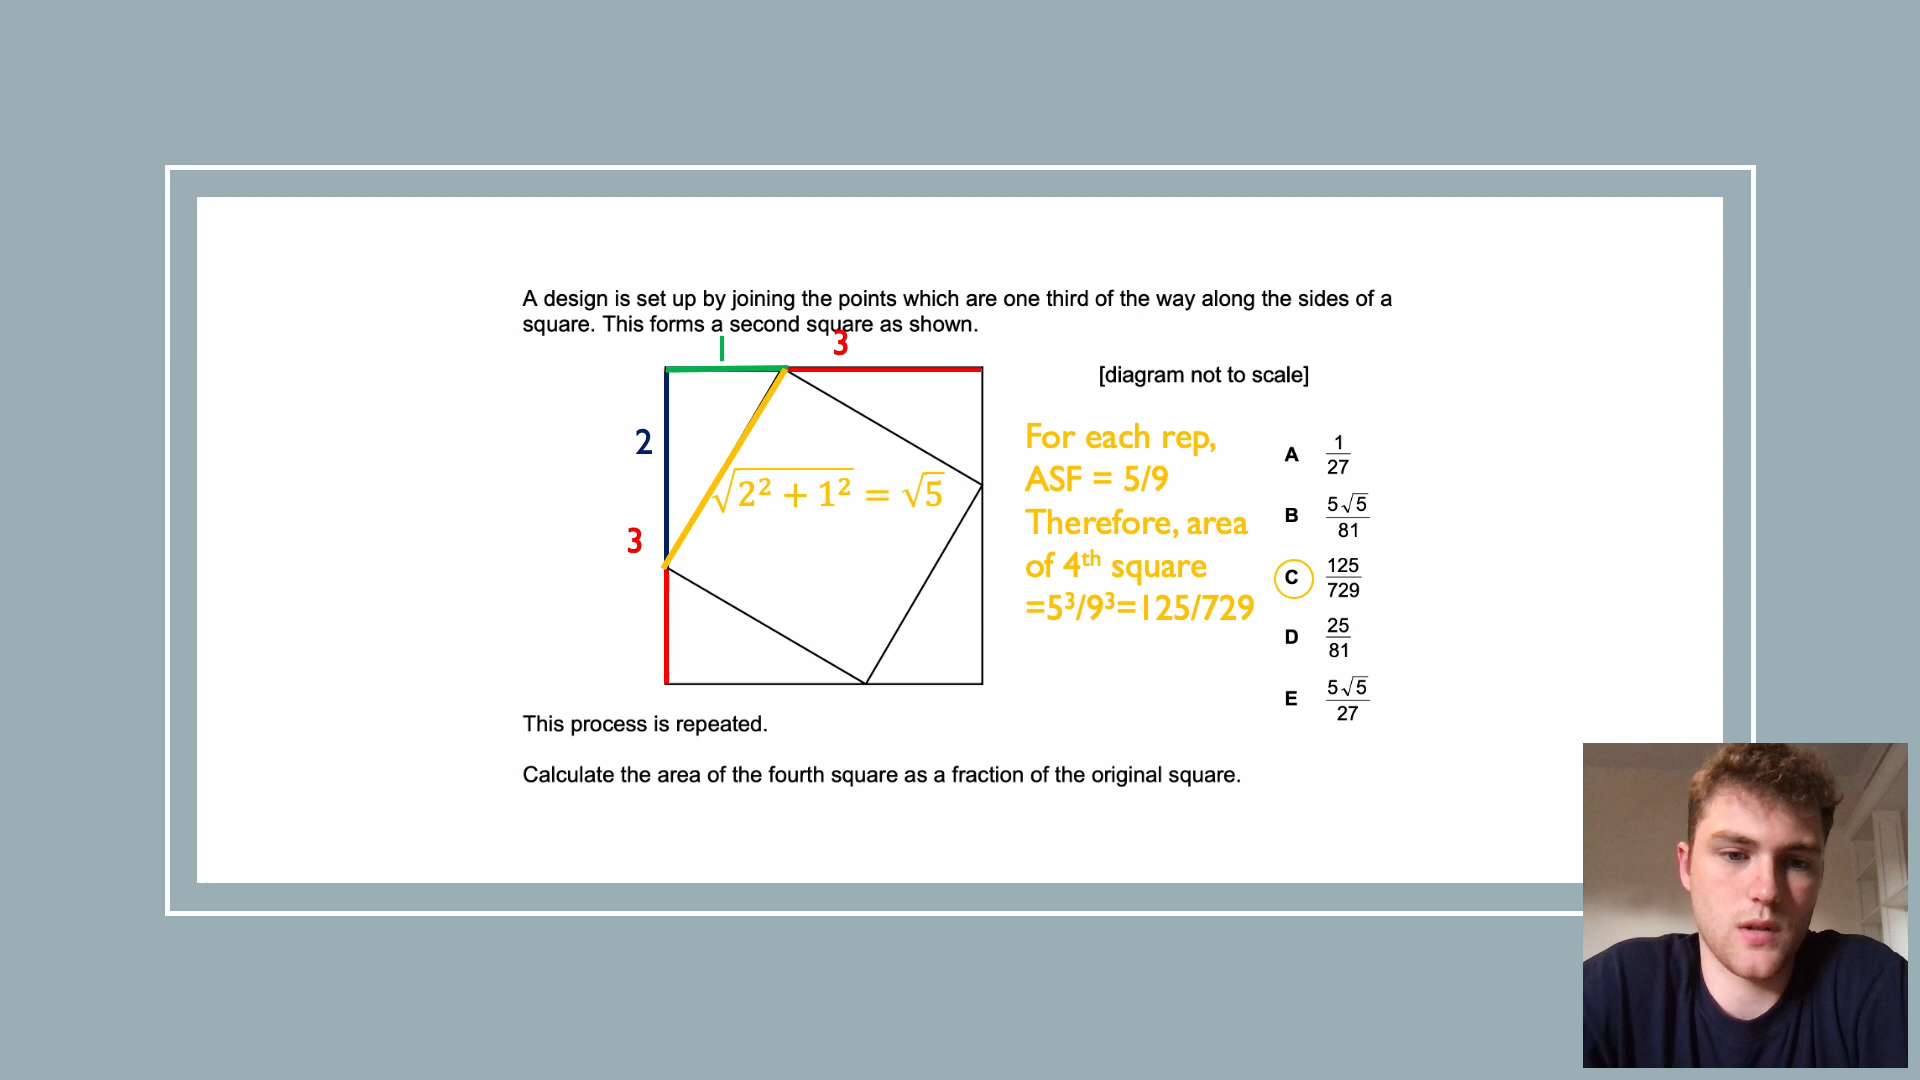 A design is set up by joining the points which are one third of the way along the sides of a
square. This forms a second square as shown.
1
3
[diagram not to scale]
2
√(2² + 1²) = √5
3
For each rep,
ASF = 5/9
Therefore, area
of 4th square
=5³/9³=125/729
A 1/27
B 5√5/81
C 125/729
D 25/81
E 5√5/27
This process is repeated.
Calculate the area of the fourth square as a fraction of the original square.